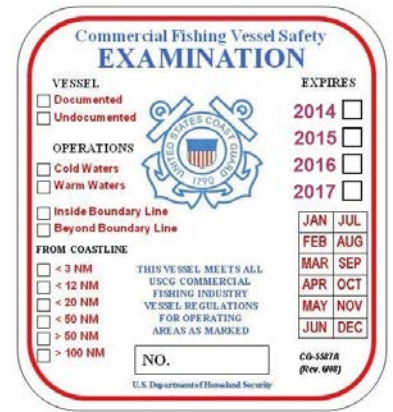 Commercial Fishing Vessel Safety
EXAMINATION
VESSEL
Documented
Undocumented
OPERATIONS
Cold Waters
Warm Waters
Inside Boundary Line
Beyond Boundary Line
FROM COASTLINE
< 3 NM
< 12 NM
< 20 NM
< 50 NM
> 50 NM
> 100 NM
UNITED STATES COAST GUARD
1790
THIS VESSEL MEETS ALL
USCG COMMERCIAL
FISHING INDUSTRY
VESSEL REGULATIONS
FOR OPERATING
AREAS AS MARKED
NO.
EXPIRES
2014
2015
2016
2017
JAN JUL
FEB AUG
MAR SEP
APR OCT
MAY NOV
JUN DEC
CG-5587A
(Rev. 6/08)
U.S. Department of Homeland Security